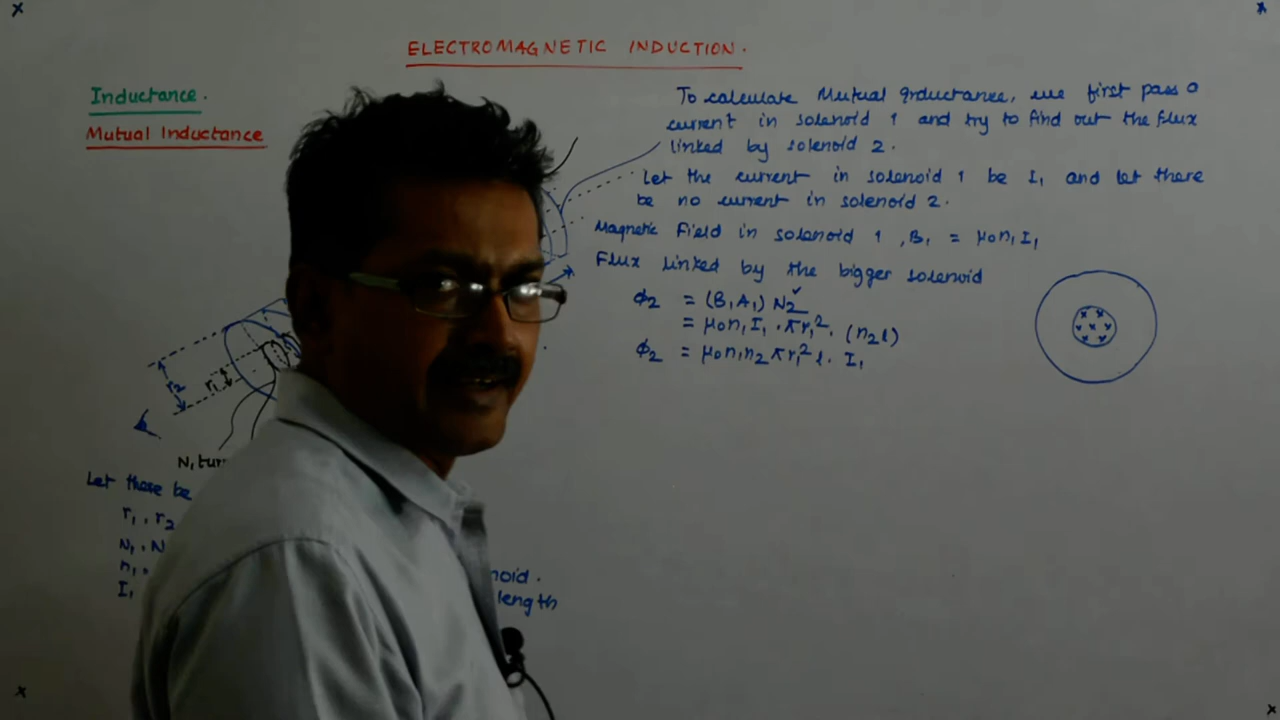 ELECTROMAGNETIC INDUCTION.
Inductance.
Mutual Inductance
To calculate Mutual Inductance, we first pass a
current in solenoid 1 and try to find out the flux
linked by solenoid 2.
Let the current in solenoid 1 be I₁ and let there
be no current in solenoid 2.
Magnetic Field in solenoid 1, B₁ = μ₀n₁I₁
Flux linked by the bigger solenoid
ϕ₂ = (B₁A₁) N₂
= μ₀n₁I₁ . πr₁². (n₂l)
ϕ₂ = μ₀n₁n₂πr₁²l. I₁
r₂
r₁
N₁ tur
Let there be
r₁, r₂
N₁, N
n₁,
I₁
noid.
length